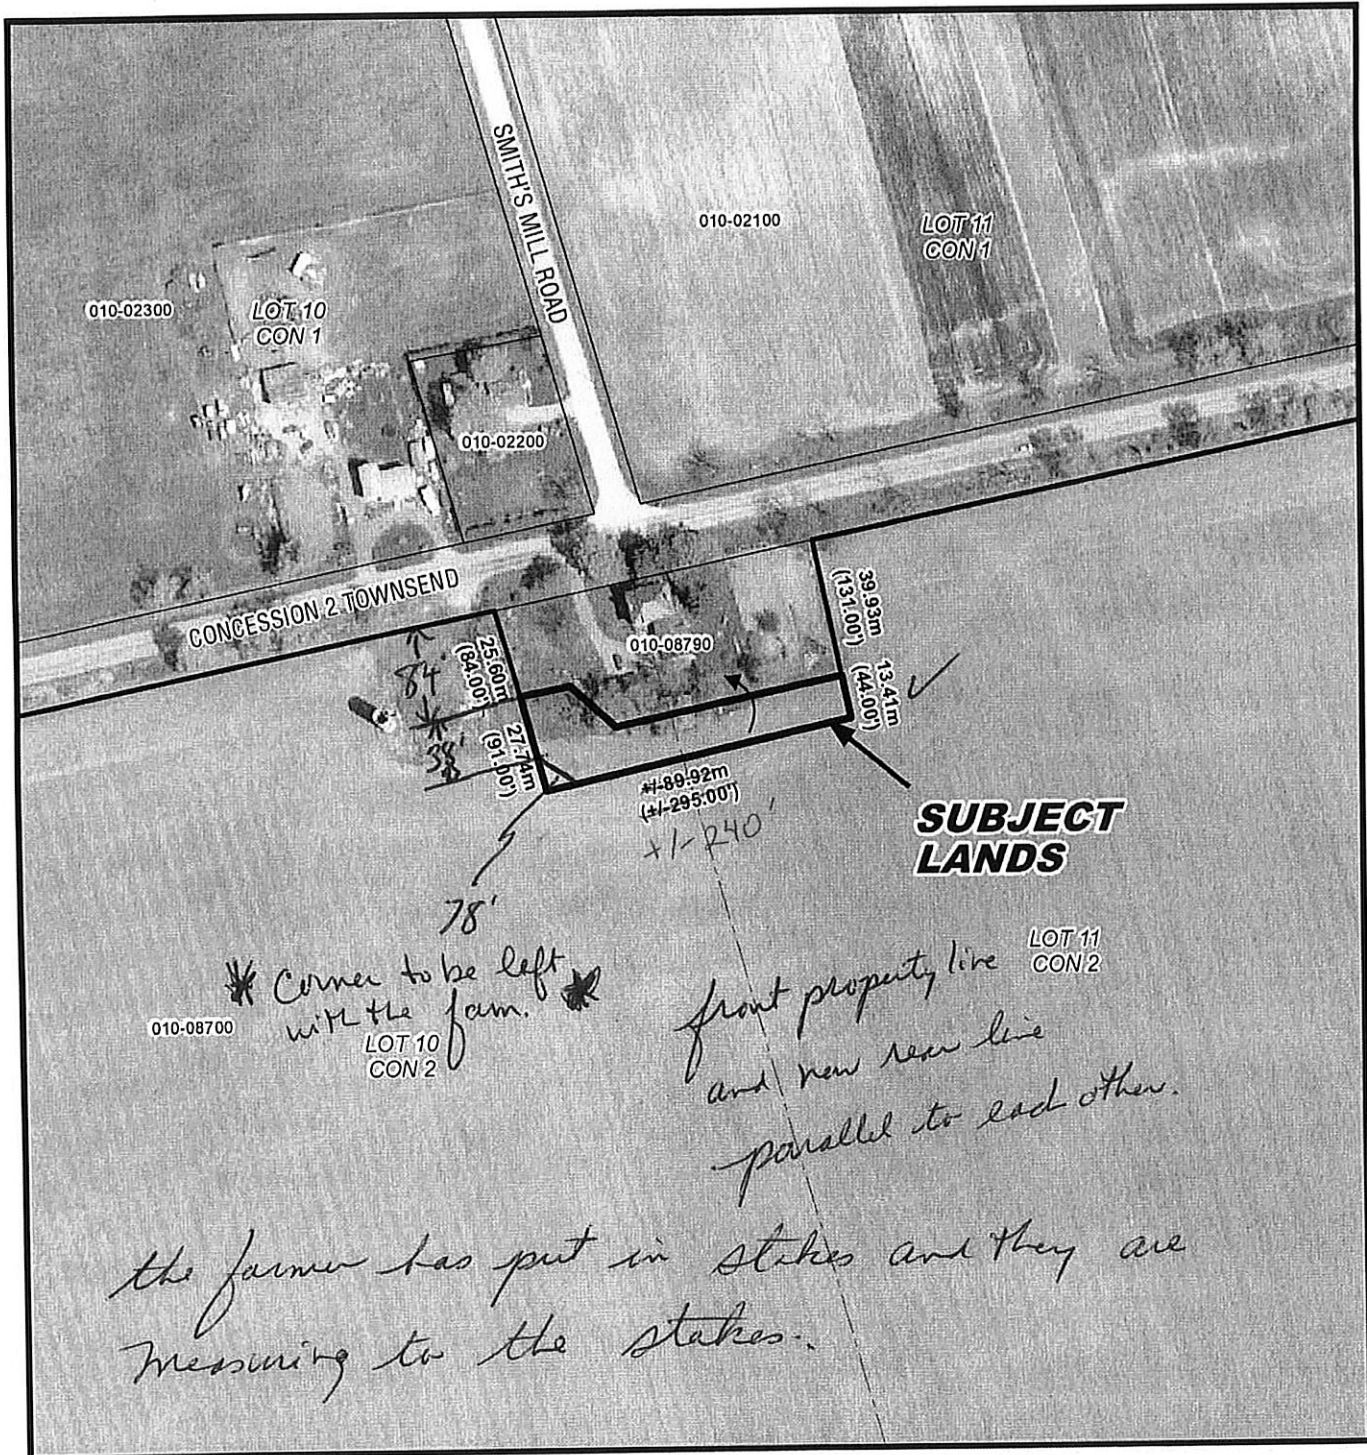 SMITH'S MILL ROAD
010-02100
LOT 11
CON 1
010-02300
LOT 10
CON 1
010-02200
CONCESSION 2 TOWNSEND
39.93m
(131.00')
25.60m
(84.00')
84'
010-08790
13.41m
(44.00')
38'
27.74m
(91.00')
+/-89.92m
(+/-295.00')
+/- 240'
SUBJECT
LANDS
78'
Corner to be left
with the farm.
010-08700
LOT 10
CON 2
LOT 11
CON 2
front property line
and new rear line
parallel to each other.
the farmer has put in stakes and they are
measuring to the stakes.